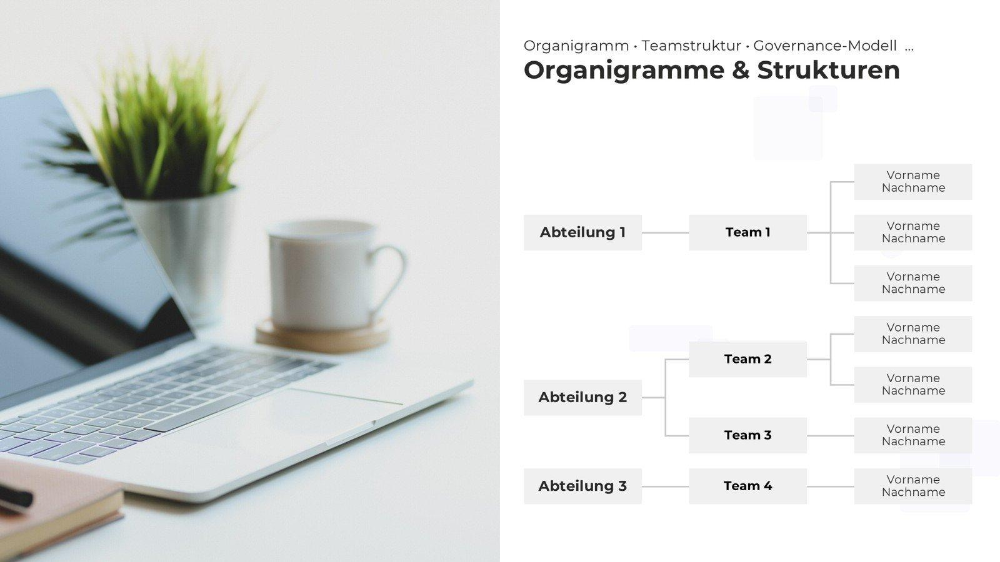 Organigramm • Teamstruktur • Governance-Modell ...
Organigramme & Strukturen
Abteilung 1
Team 1
Vorname
Nachname
Vorname
Nachname
Vorname
Nachname
Abteilung 2
Team 2
Vorname
Nachname
Vorname
Nachname
Team 3
Vorname
Nachname
Abteilung 3
Team 4
Vorname
Nachname